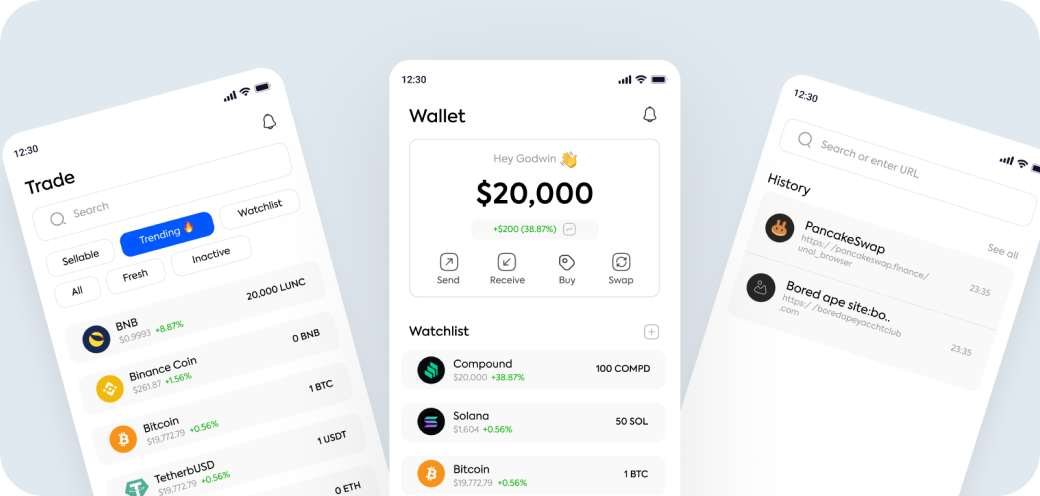 12:30
Trade
Search
Sellable
Trending 🔥
Watchlist
All
Fresh
Inactive
BNB
$0.9993 +8.87%
20,000 LUNC
Binance Coin
$261.87 +1.56%
0 BNB
Bitcoin
$19,772.79 +0.56%
1 BTC
TetherbUSD
$19,772.79 +0.56%
1 USDT
0 ETH
12:30
Wallet
Hey Godwin 👋
$20,000
+$200 (38.87%)
Send
Receive
Buy
Swap
Watchlist
Compound
$20,000 +38.87%
100 COMPD
Solana
$1,604 +0.56%
50 SOL
Bitcoin
$19,772.79 +0.56%
1 BTC
12:30
Search or enter URL
History
See all
PancakeSwap
https://pancakeswap.finance/
unol_browser
23:35
Bored ape site:bo..
https://boredapeyacchtclub
.com
23:35